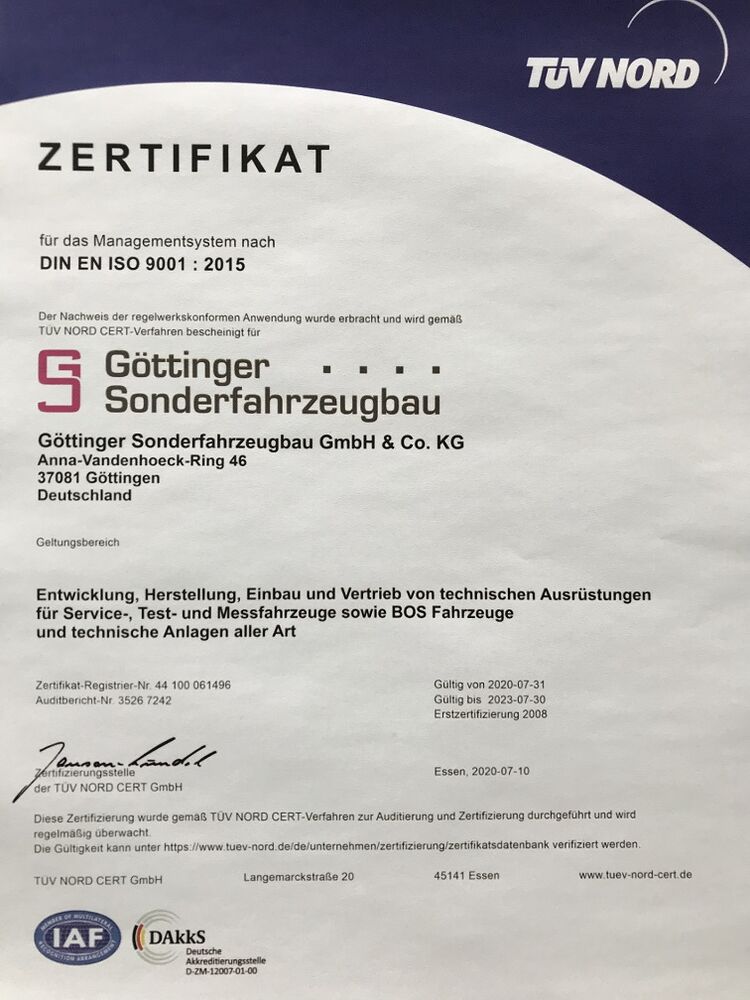 TÜV NORD
ZERTIFIKAT
für das Managementsystem nach
DIN EN ISO 9001 : 2015
Der Nachweis der regelwerkskonformen Anwendung wurde erbracht und wird gemäß
TÜV NORD CERT-Verfahren bescheinigt für
Göttinger
Sonderfahrzeugbau
Göttinger Sonderfahrzeugbau GmbH & Co. KG
Anna-Vandenhoeck-Ring 46
37081 Göttingen
Deutschland
Geltungsbereich
Entwicklung, Herstellung, Einbau und Vertrieb von technischen Ausrüstungen
für Service-, Test- und Messfahrzeuge sowie BOS Fahrzeuge
und technische Anlagen aller Art
Zertifikat-Registrier-Nr. 44 100 061496
Auditbericht-Nr. 3526 7242
Gültig von 2020-07-31
Gültig bis 2023-07-30
Erstzertifizierung 2008
Zertifizierungsstelle
der TÜV NORD CERT GmbH
Essen, 2020-07-10
Diese Zertifizierung wurde gemäß TÜV NORD CERT-Verfahren zur Auditierung und Zertifizierung durchgeführt und wird
regelmäßig überwacht.
Die Gültigkeit kann unter https://www.tuev-nord.de/de/unternehmen/zertifizierung/zertifikatsdatenbank verifiziert werden.
TÜV NORD CERT GmbH Langemarckstraße 20 45141 Essen www.tuev-nord-cert.de
MEMBER OF MULTILATERAL
IAF
RECOGNITION ARRANGEMENT
DAkkS
Deutsche
Akkreditierungsstelle
D-ZM-12007-01-00